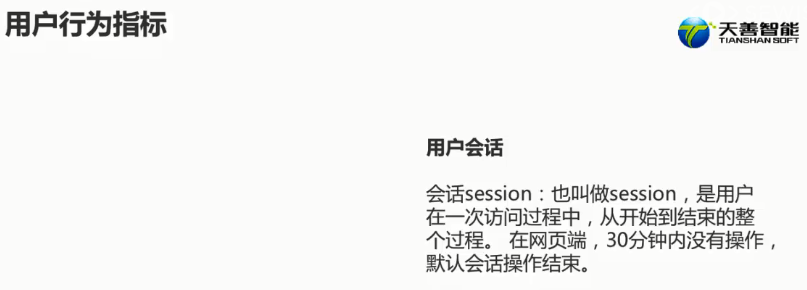 用户行为指标
天善智能
TIANSHAN SOFT
用户会话
会话session：也叫做session，是用户
在一次访问过程中，从开始到结束的整
个过程。 在网页端，30分钟内没有操作，
默认会话操作结束。